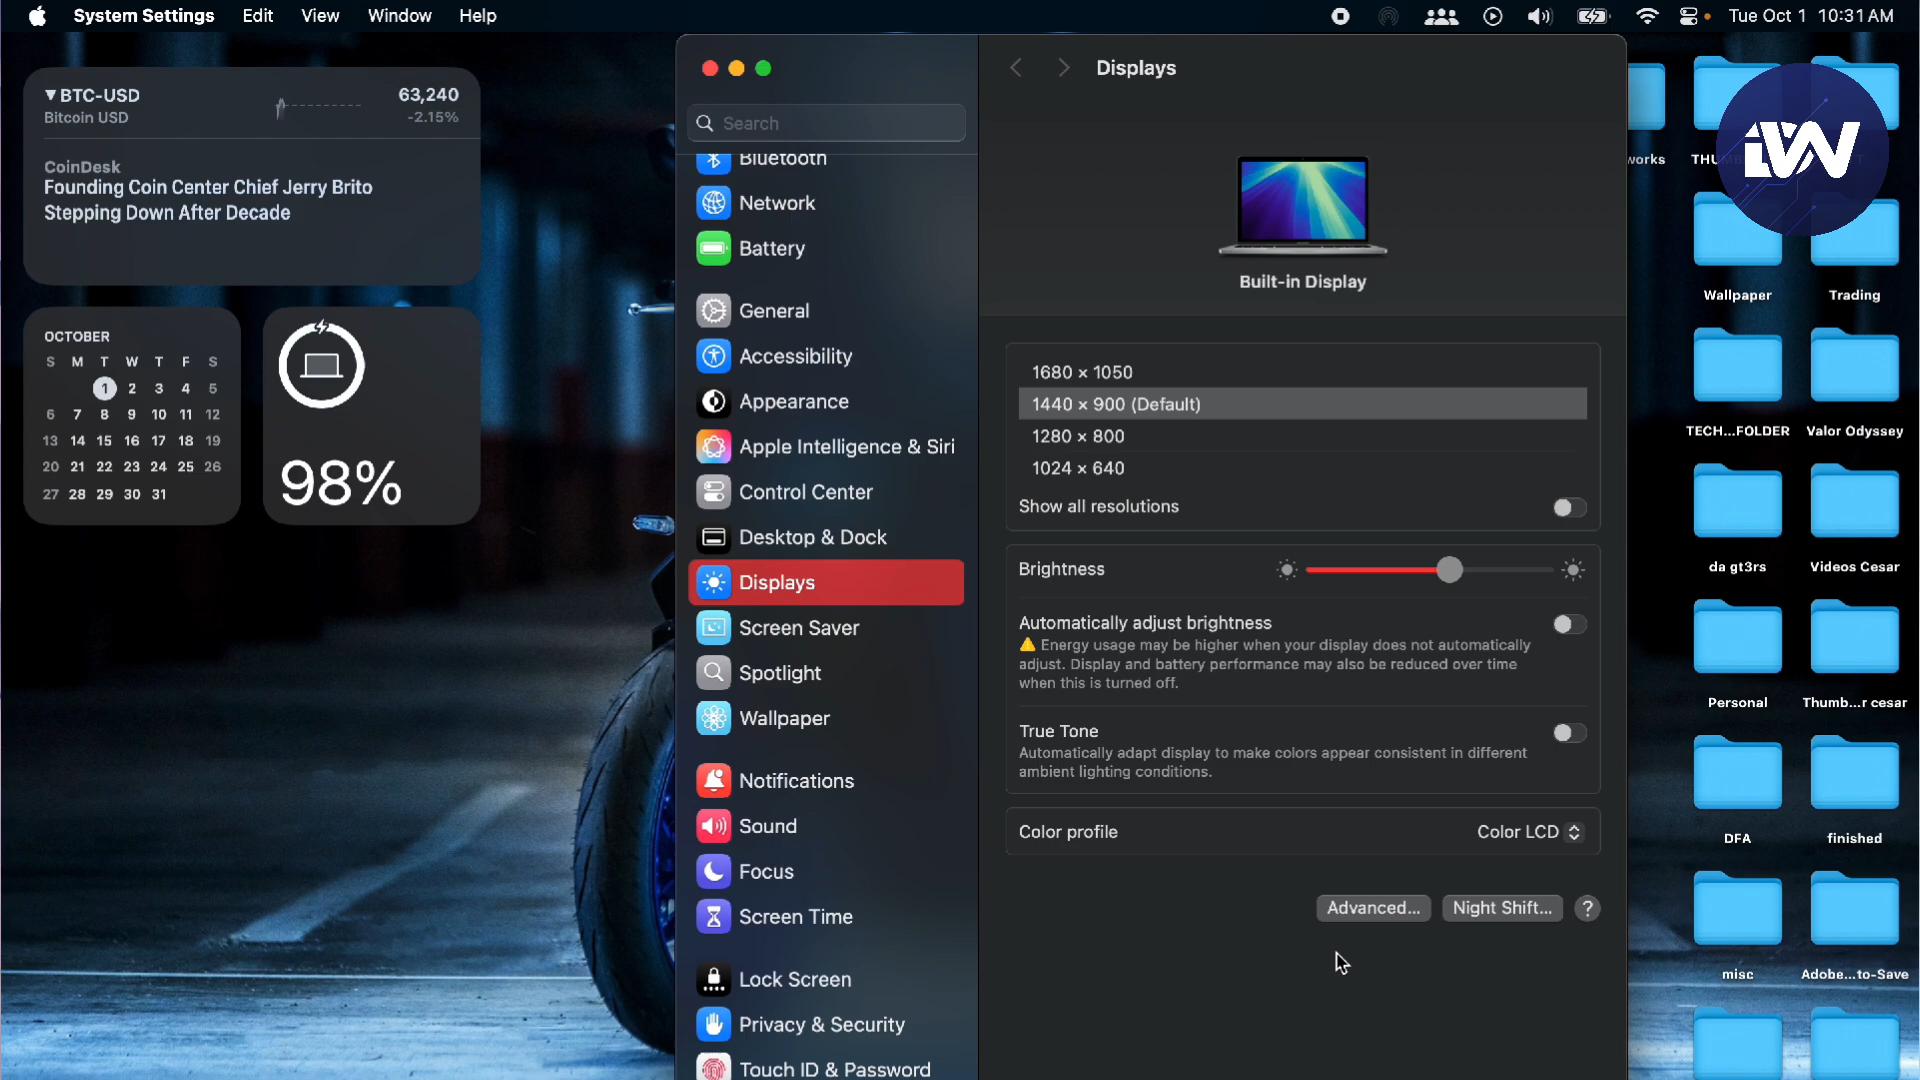 System Settings Edit View Window Help
Tue Oct 1 10:31 AM
BTC-USD 63,240
Bitcoin USD -2.15%
CoinDesk
Founding Coin Center Chief Jerry Brito
Stepping Down After Decade
OCTOBER
S M T W T F S
1 2 3 4 5
6 7 8 9 10 11 12
13 14 15 16 17 18 19
20 21 22 23 24 25 26
27 28 29 30 31
98%
Search
Bluetooth
Network
Battery
General
Accessibility
Appearance
Apple Intelligence & Siri
Control Center
Desktop & Dock
Displays
Screen Saver
Spotlight
Wallpaper
Notifications
Sound
Focus
Screen Time
Lock Screen
Privacy & Security
Touch ID & Password
Displays
Built-in Display
1680 × 1050
1440 × 900 (Default)
1280 × 800
1024 × 640
Show all resolutions
Brightness
Automatically adjust brightness
Energy usage may be higher when your display does not automatically
adjust. Display and battery performance may also be reduced over time
when this is turned off.
True Tone
Automatically adapt display to make colors appear consistent in different
ambient lighting conditions.
Color profile Color LCD
Advanced... Night Shift... ?
IW
Wallpaper Trading
TECH...FOLDER Valor Odyssey
da gt3rs Videos Cesar
Personal Thumb...r cesar
DFA finished
misc Adobe...to-Save